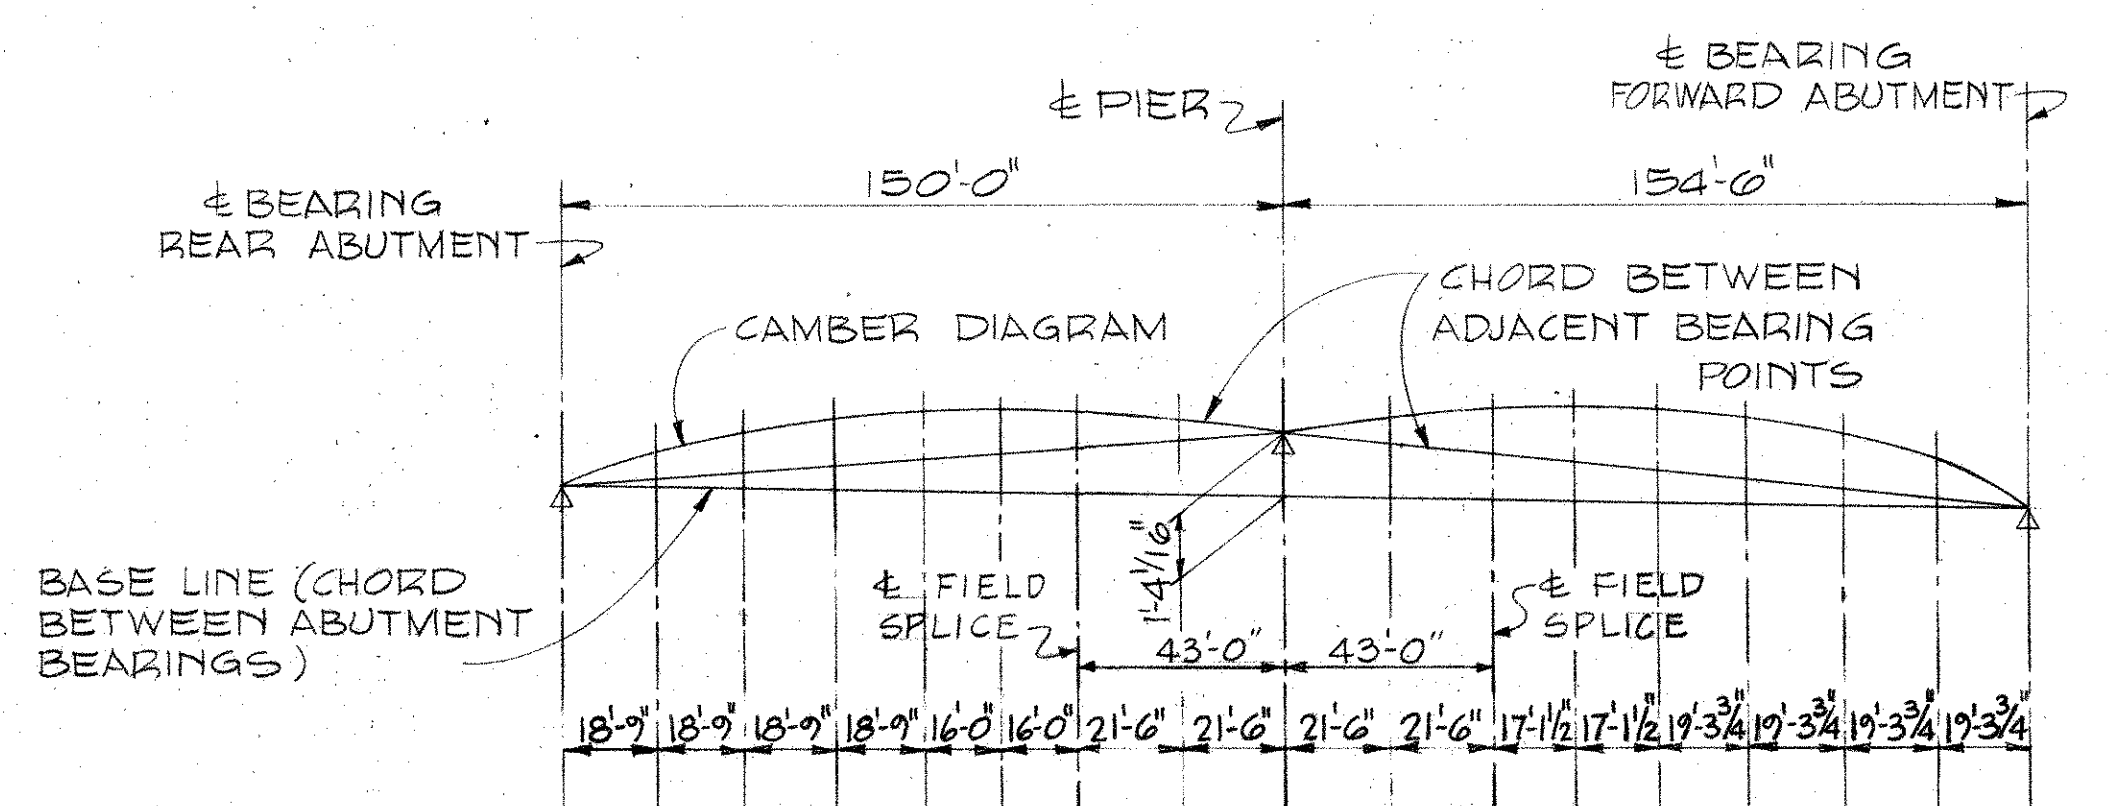 ℄ BEARING
FORWARD ABUTMENT
℄ PIER
150'-0"
154'-6"
℄ BEARING
REAR ABUTMENT
CHORD BETWEEN
ADJACENT BEARING
POINTS
CAMBER DIAGRAM
1'-4 1/16"
BASE LINE (CHORD
BETWEEN ABUTMENT
BEARINGS)
℄ FIELD
SPLICE
℄ FIELD
SPLICE
43'-0" 43'-0"
18'-9" 18'-9" 18'-9" 18'-9" 16'-0" 16'-0" 21'-6" 21'-6" 21'-6" 21'-6" 17'-1 1/2" 17'-1 1/2" 19'-3 3/4" 19'-3 3/4" 19'-3 3/4" 19'-3 3/4"